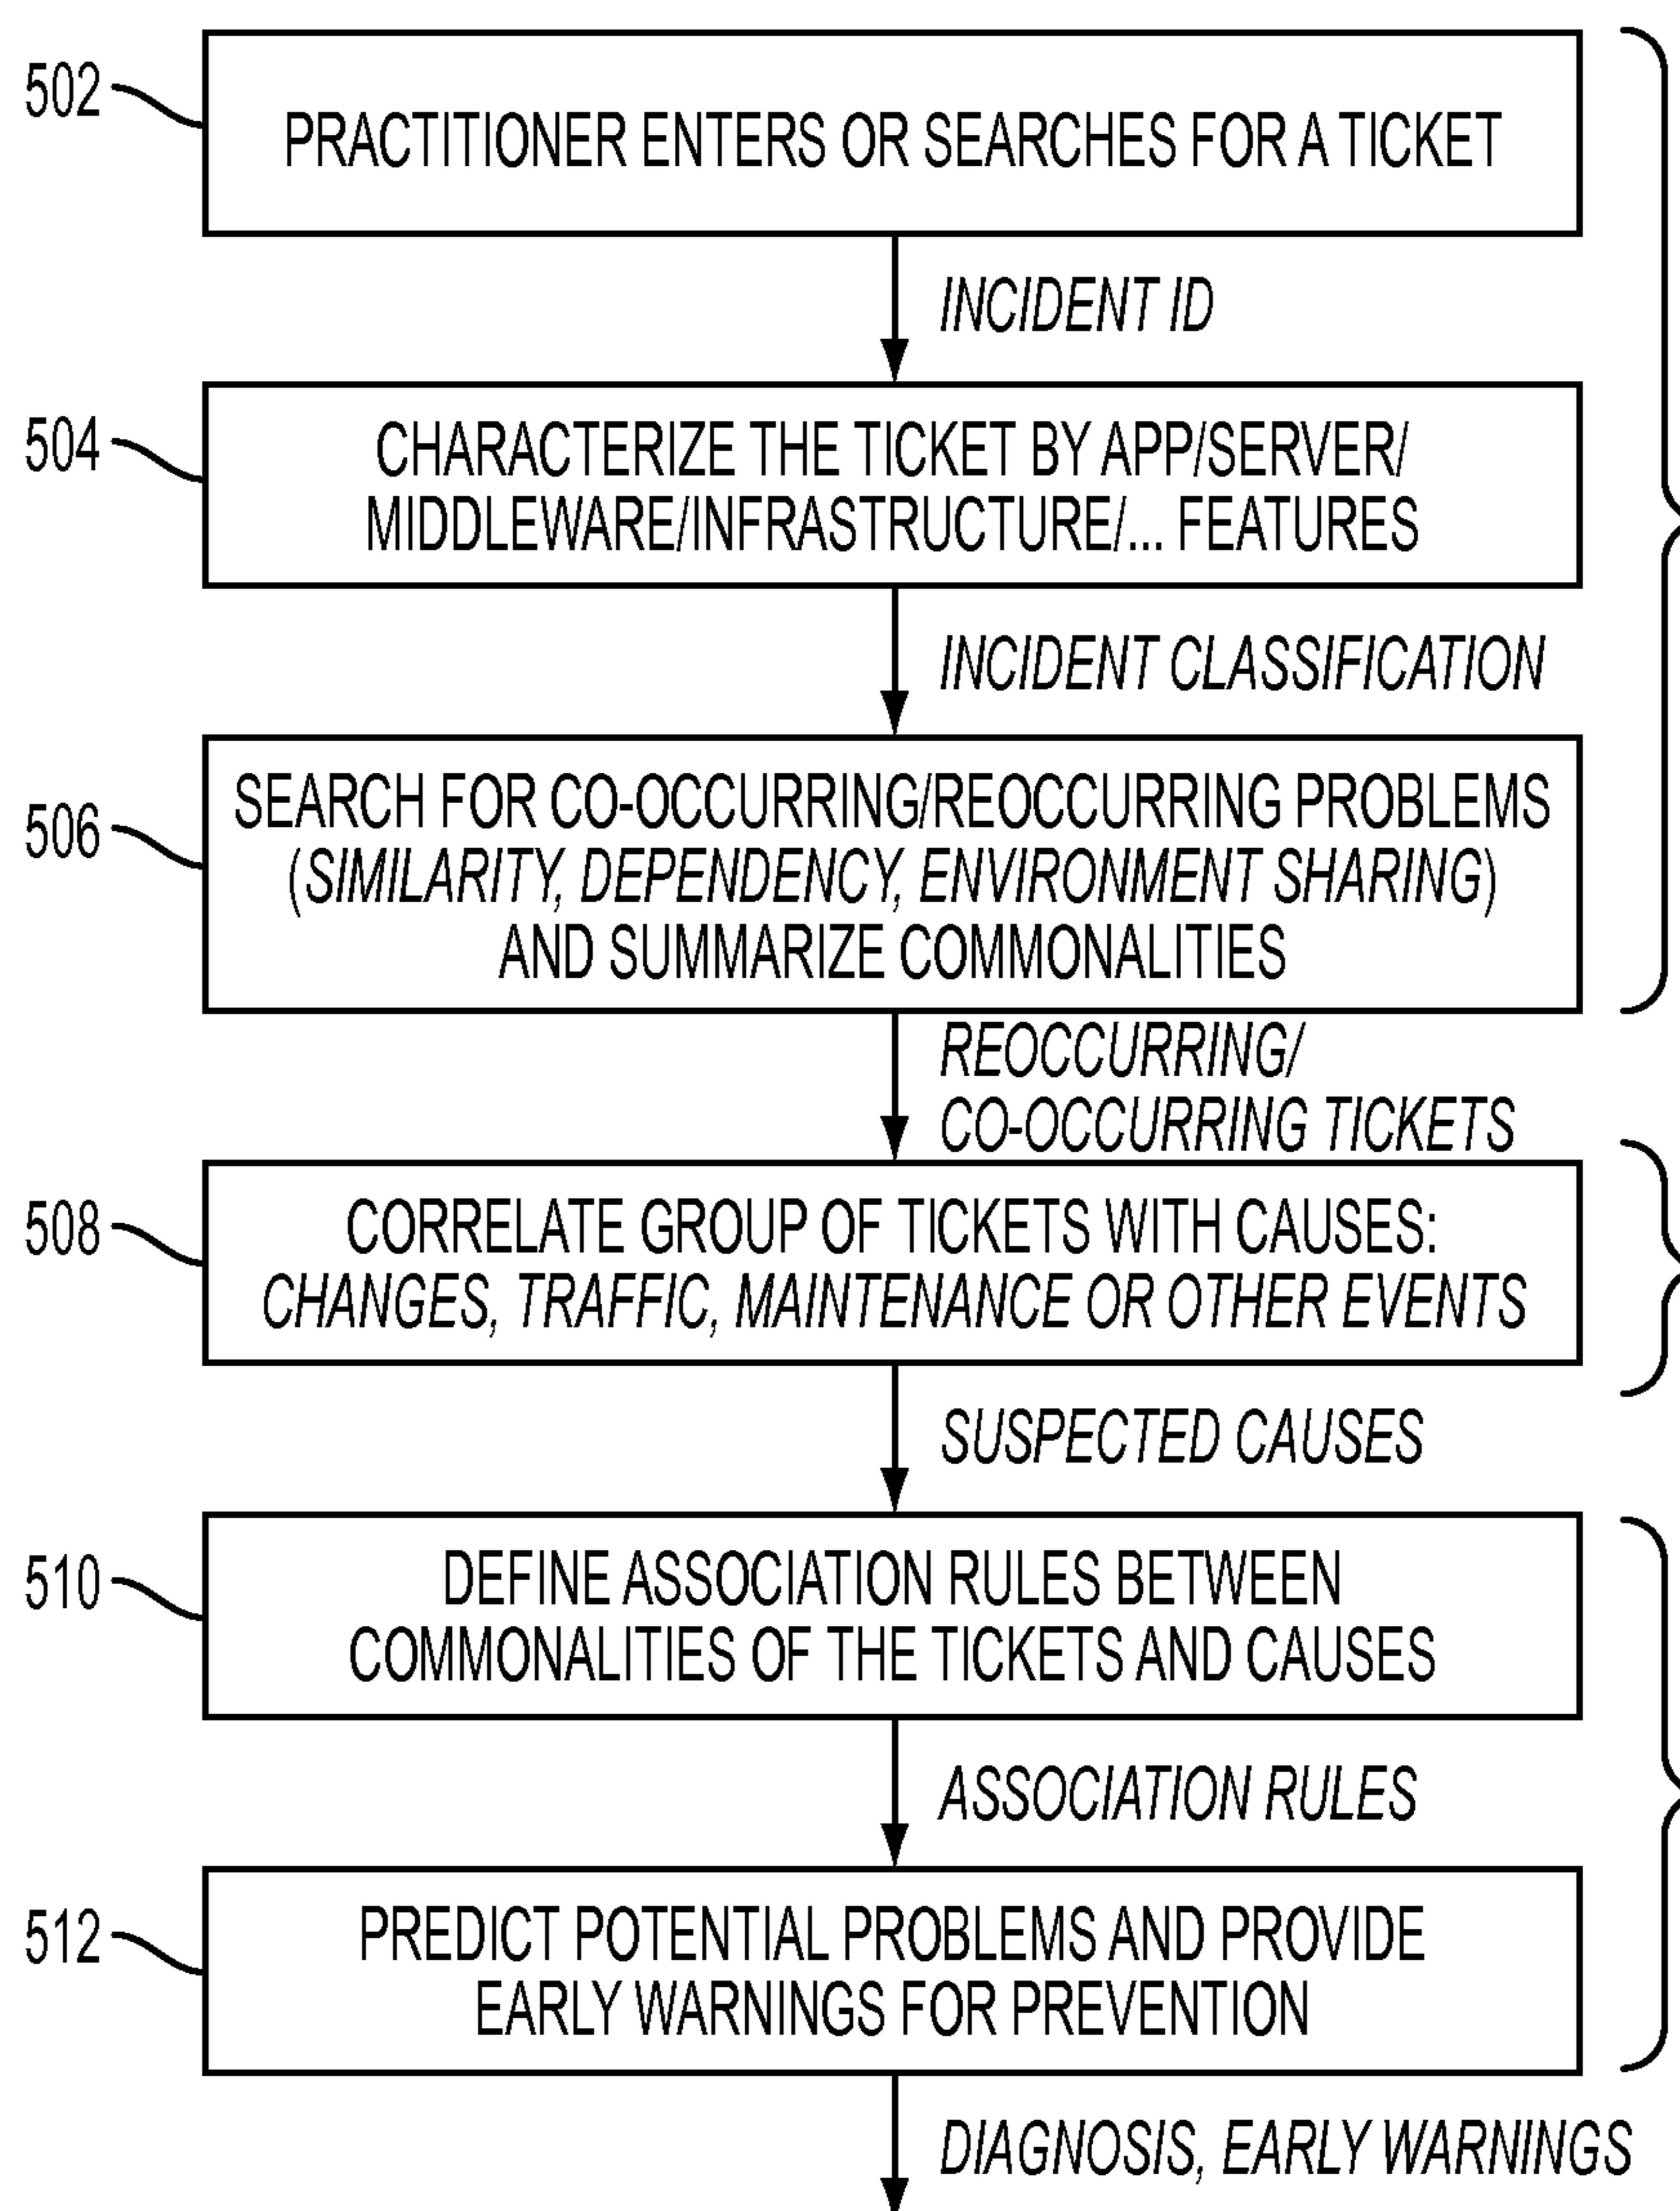 502
PRACTITIONER ENTERS OR SEARCHES FOR A TICKET
INCIDENT ID
504
CHARACTERIZE THE TICKET BY APP/SERVER/
MIDDLEWARE/INFRASTRUCTURE/... FEATURES
INCIDENT CLASSIFICATION
506
SEARCH FOR CO-OCCURRING/REOCCURRING PROBLEMS
(SIMILARITY, DEPENDENCY, ENVIRONMENT SHARING)
AND SUMMARIZE COMMONALITIES
REOCCURRING/
CO-OCCURRING TICKETS
508
CORRELATE GROUP OF TICKETS WITH CAUSES:
CHANGES, TRAFFIC, MAINTENANCE OR OTHER EVENTS
SUSPECTED CAUSES
510
DEFINE ASSOCIATION RULES BETWEEN
COMMONALITIES OF THE TICKETS AND CAUSES
ASSOCIATION RULES
512
PREDICT POTENTIAL PROBLEMS AND PROVIDE
EARLY WARNINGS FOR PREVENTION
DIAGNOSIS, EARLY WARNINGS